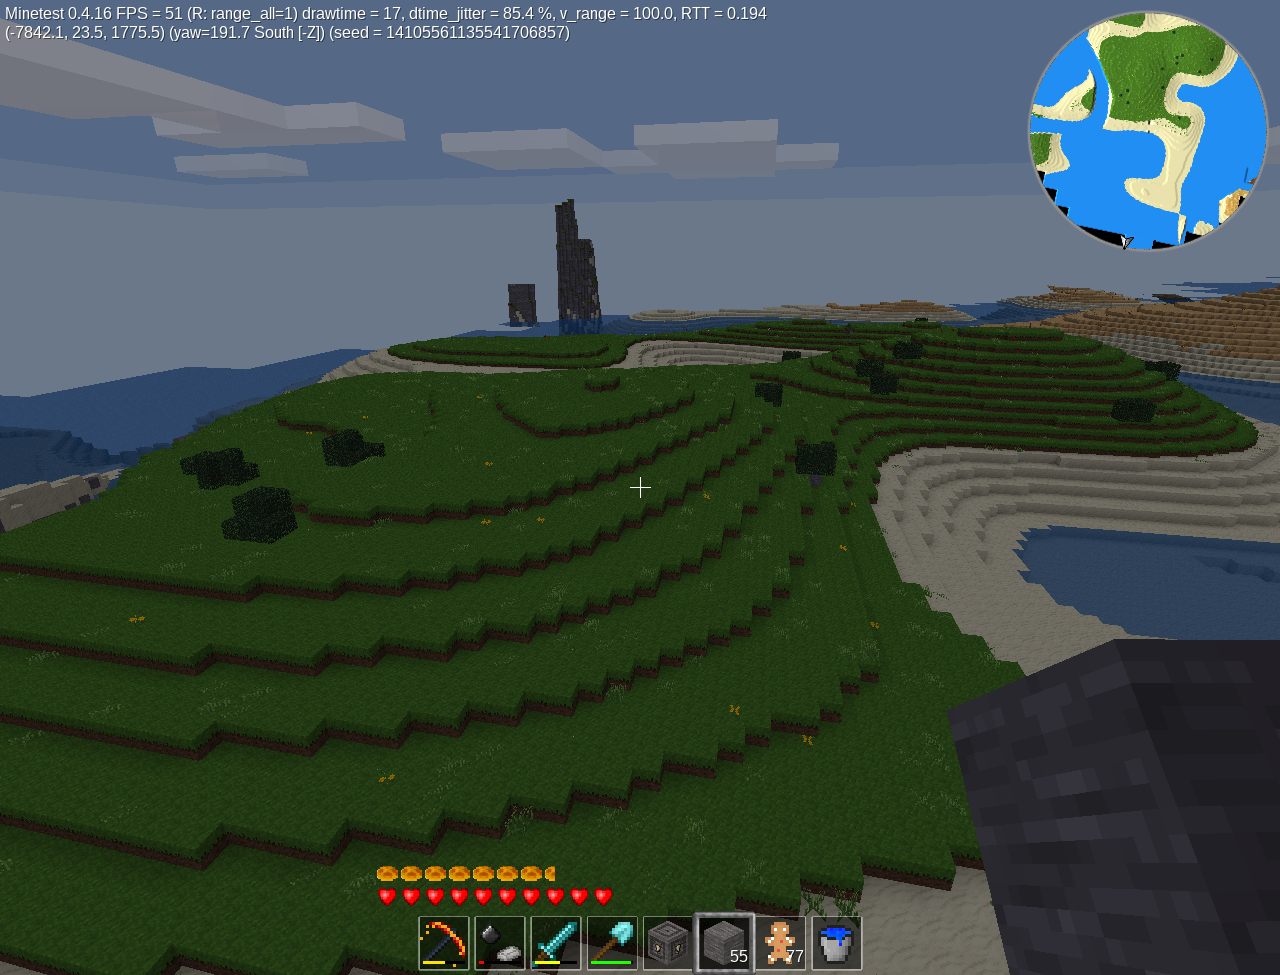 Minetest 0.4.16 FPS = 51 (R: range_all=1) drawtime = 17, dtime_jitter = 85.4 %, v_range = 100.0, RTT = 0.194
(-7842.1, 23.5, 1775.5) (yaw=191.7 South [-Z]) (seed = 14105561135541706857)
55 77